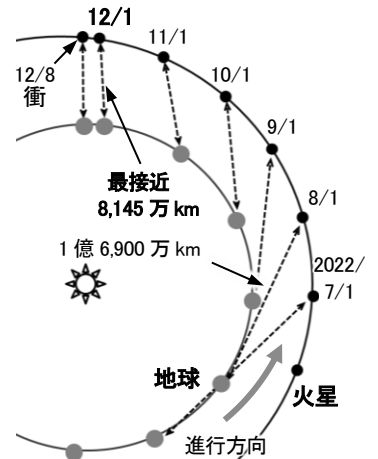 12/1
11/1
12/8
衝
10/1
9/1
最接近
8,145 万 km
8/1
1 億 6,900 万 km
2022/
7/1
地球
火星
進行方向